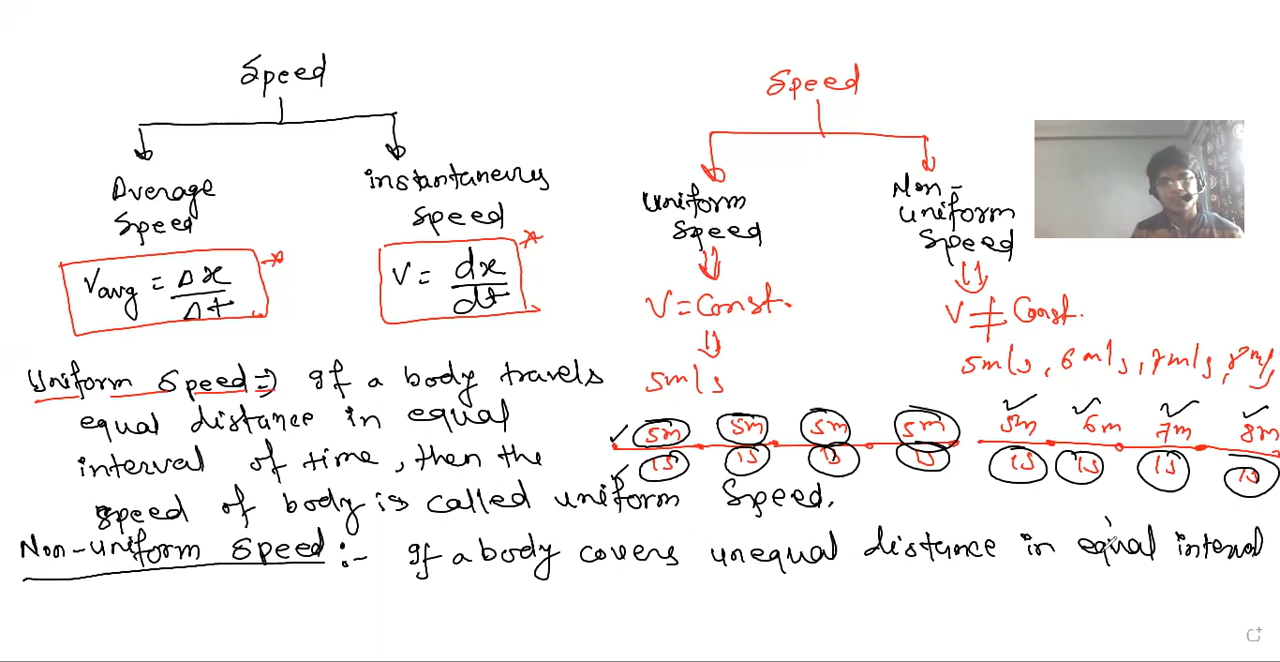 Speed
Average
Speed
instantaneous
Speed
Vavg = Δx/Δt
V = dx/dt
Speed
Uniform
Speed
Non-
uniform
Speed
V = Const.
V ≠ Const.
5m/s
5m/s, 6m/s, 7m/s, 8m/s
5m 5m 5m 5m 5m 6m 7m 8m
1s 1s 1s 1s 1s 1s 1s 1s
Uniform Speed => If a body travels
equal distance in equal
interval of time, then the
speed of body is called uniform Speed.
Non-uniform Speed :- If a body covers unequal distance in equal interval